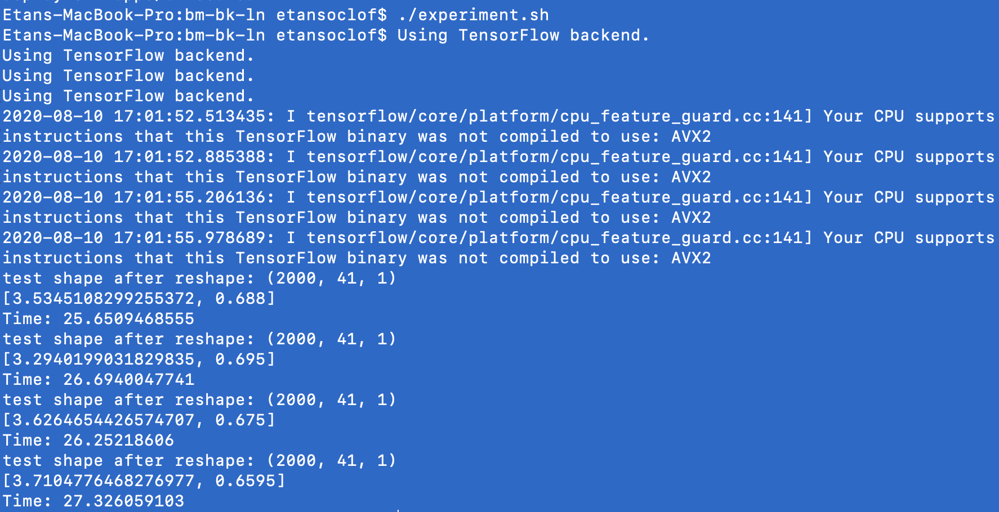 Etans-MacBook-Pro:bm-bk-ln etansoclof$ ./experiment.sh
Etans-MacBook-Pro:bm-bk-ln etansoclof$ Using TensorFlow backend.
Using TensorFlow backend.
Using TensorFlow backend.
Using TensorFlow backend.
2020-08-10 17:01:52.513435: I tensorflow/core/platform/cpu_feature_guard.cc:141] Your CPU supports
instructions that this TensorFlow binary was not compiled to use: AVX2
2020-08-10 17:01:52.885388: I tensorflow/core/platform/cpu_feature_guard.cc:141] Your CPU supports
instructions that this TensorFlow binary was not compiled to use: AVX2
2020-08-10 17:01:55.206136: I tensorflow/core/platform/cpu_feature_guard.cc:141] Your CPU supports
instructions that this TensorFlow binary was not compiled to use: AVX2
2020-08-10 17:01:55.978689: I tensorflow/core/platform/cpu_feature_guard.cc:141] Your CPU supports
instructions that this TensorFlow binary was not compiled to use: AVX2
test shape after reshape: (2000, 41, 1)
[3.5345108299255372, 0.688]
Time: 25.6509468555
test shape after reshape: (2000, 41, 1)
[3.2940199031829835, 0.695]
Time: 26.6940047741
test shape after reshape: (2000, 41, 1)
[3.6264654426574707, 0.675]
Time: 26.25218606
test shape after reshape: (2000, 41, 1)
[3.7104776468276977, 0.6595]
Time: 27.326059103